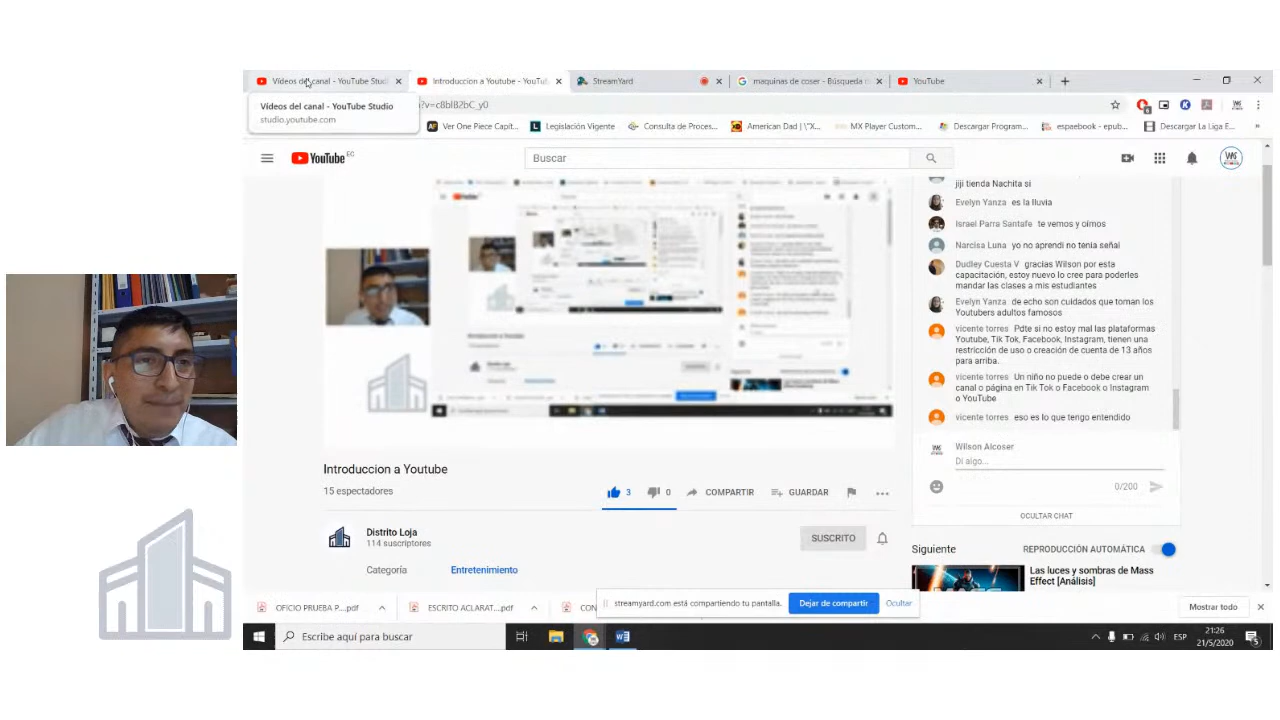 Vídeos del canal - YouTube Studi
Introduccion a Youtube - YouTu
StreamYard
maquinas de coser - Búsqueda
YouTube
Vídeos del canal - YouTube Studio
studio.youtube.com
?v=c8blB2bC_y0
Ver One Piece Capít...
Legislación Vigente
Consulta de Proces...
American Dad | \"X...
MX Player Custom...
Descargar Program...
espaebook - epub...
Descargar La Liga E...
YouTube EC
Buscar
jiji tienda Nachita si
Evelyn Yanza es la lluvia
Israel Parra Santafe te vemos y oímos
Narcisa Luna yo no aprendi no tenia señal
Dudley Cuesta V gracias Wilson por esta
capacitación, estoy nuevo lo cree para poderles
mandar las clases a mis estudiantes
Evelyn Yanza de echo son cuidados que toman los
Youtubers adultos famosos
vicente torres Pdte si no estoy mal las plataformas
Youtube, Tik Tok, Facebook, Instagram, tienen una
restricción de uso o creación de cuenta de 13 años
para arriba.
vicente torres Un niño no puede o debe crear un
canal o página en Tik Tok o Facebook o Instagram
o YouTube
vicente torres eso es lo que tengo entendido
Wilson Alcoser
Di algo...
0/200
OCULTAR CHAT
Introduccion a Youtube
15 espectadores
3
0
COMPARTIR
GUARDAR
Distrito Loja
114 suscriptores
SUSCRITO
Categoría
Entretenimiento
Siguiente
REPRODUCCIÓN AUTOMÁTICA
Las luces y sombras de Mass
Effect [Análisis]
streamyard.com está compartiendo tu pantalla.
Dejar de compartir
Ocultar
OFICIO PRUEBA P....pdf
ESCRITO ACLARAT....pdf
CON
Mostrar todo
Escribe aquí para buscar
ESP
21:26
21/5/2020